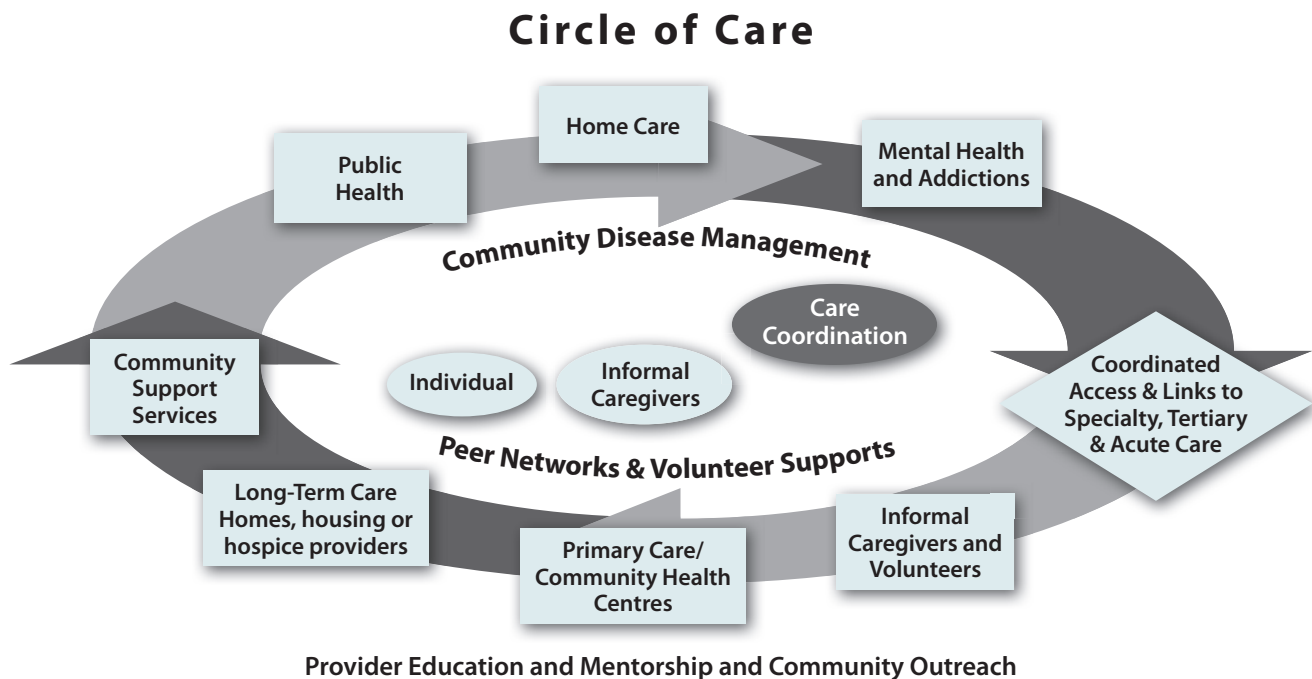 Circle of Care
Home Care
Public
Health
Mental Health
and Addictions
Community Disease Management
Care
Coordination
Individual
Informal
Caregivers
Community
Support
Services
Coordinated
Access & Links to
Specialty, Tertiary
& Acute Care
Peer Networks & Volunteer Supports
Long-Term Care
Homes, housing or
hospice providers
Primary Care/
Community Health
Centres
Informal
Caregivers and
Volunteers
Provider Education and Mentorship and Community Outreach